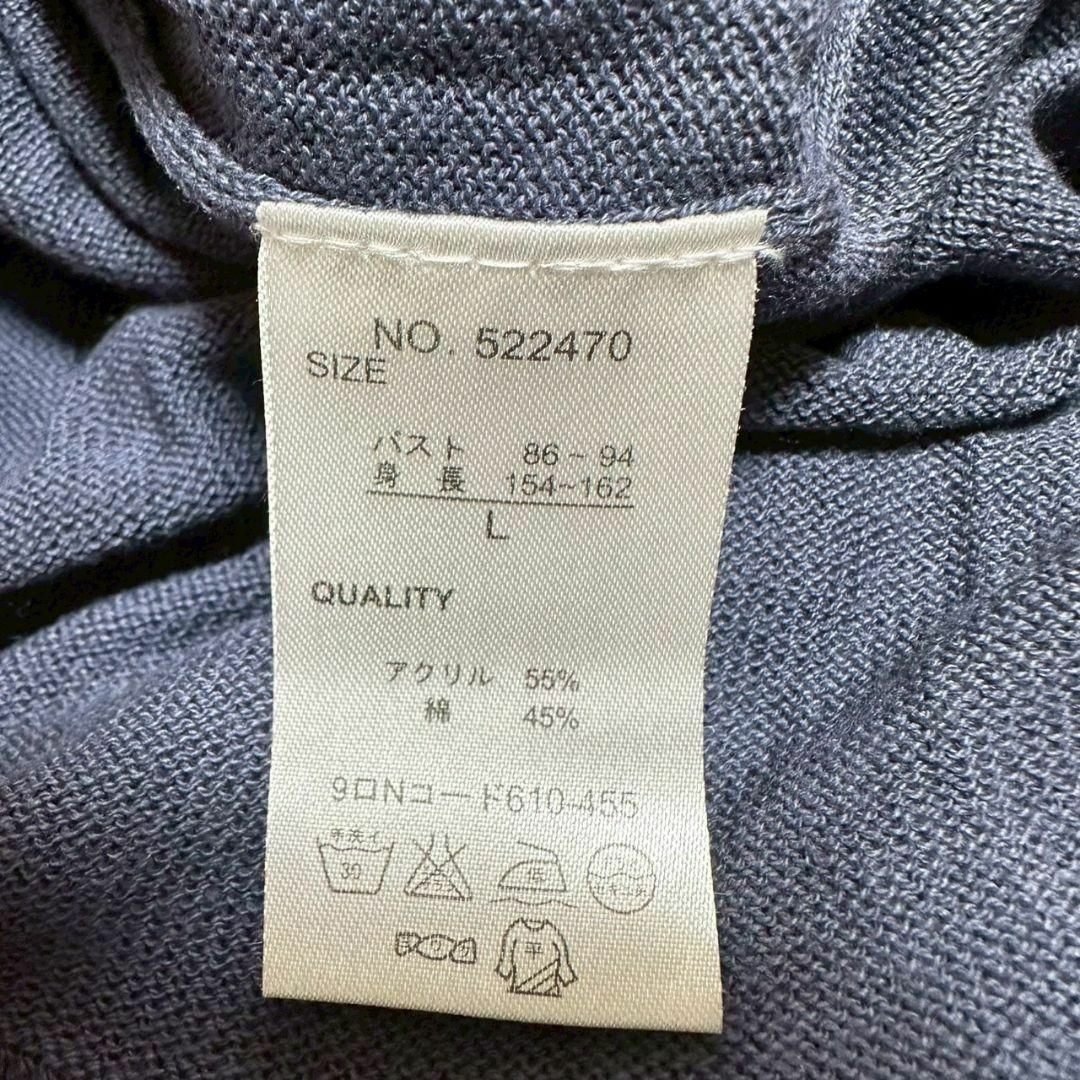 NO. 522470
SIZE
バスト 86~94
身長 154~162
L
QUALITY
アクリル 55%
綿 45%
9ロNコード610-455
手洗イ
30
平